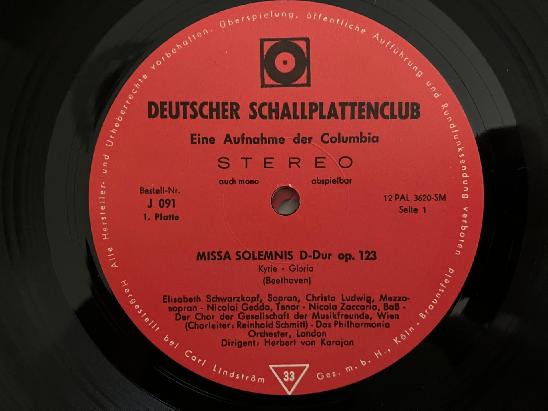 Alle Hersteller- und Urheberrechte vorbehalten. Überspielung, öffentliche Aufführung und Rundfunksendung verboten
DEUTSCHER SCHALLPLATTENCLUB
Eine Aufnahme der Columbia
STEREO
auch mono abspielbar
Bestell-Nr.
J 091
1. Platte
12 PAL 3620-SM
Seite 1
MISSA SOLEMNIS D-Dur op. 123
Kyrie - Gloria
(Beethoven)
Elisabeth Schwarzkopf, Sopran, Christa Ludwig, Mezzo-
sopran - Nicolai Gedda, Tenor - Nicola Zaccaria, Baß -
Der Chor der Gesellschaft der Musikfreunde, Wien
(Chorleiter: Reinhold Schmitt) - Das Philharmonia
Orchester, London
Dirigent: Herbert von Karajan
33
Hergestellt bei Carl Lindström Ges. m. b. H., Köln-Braunsfeld